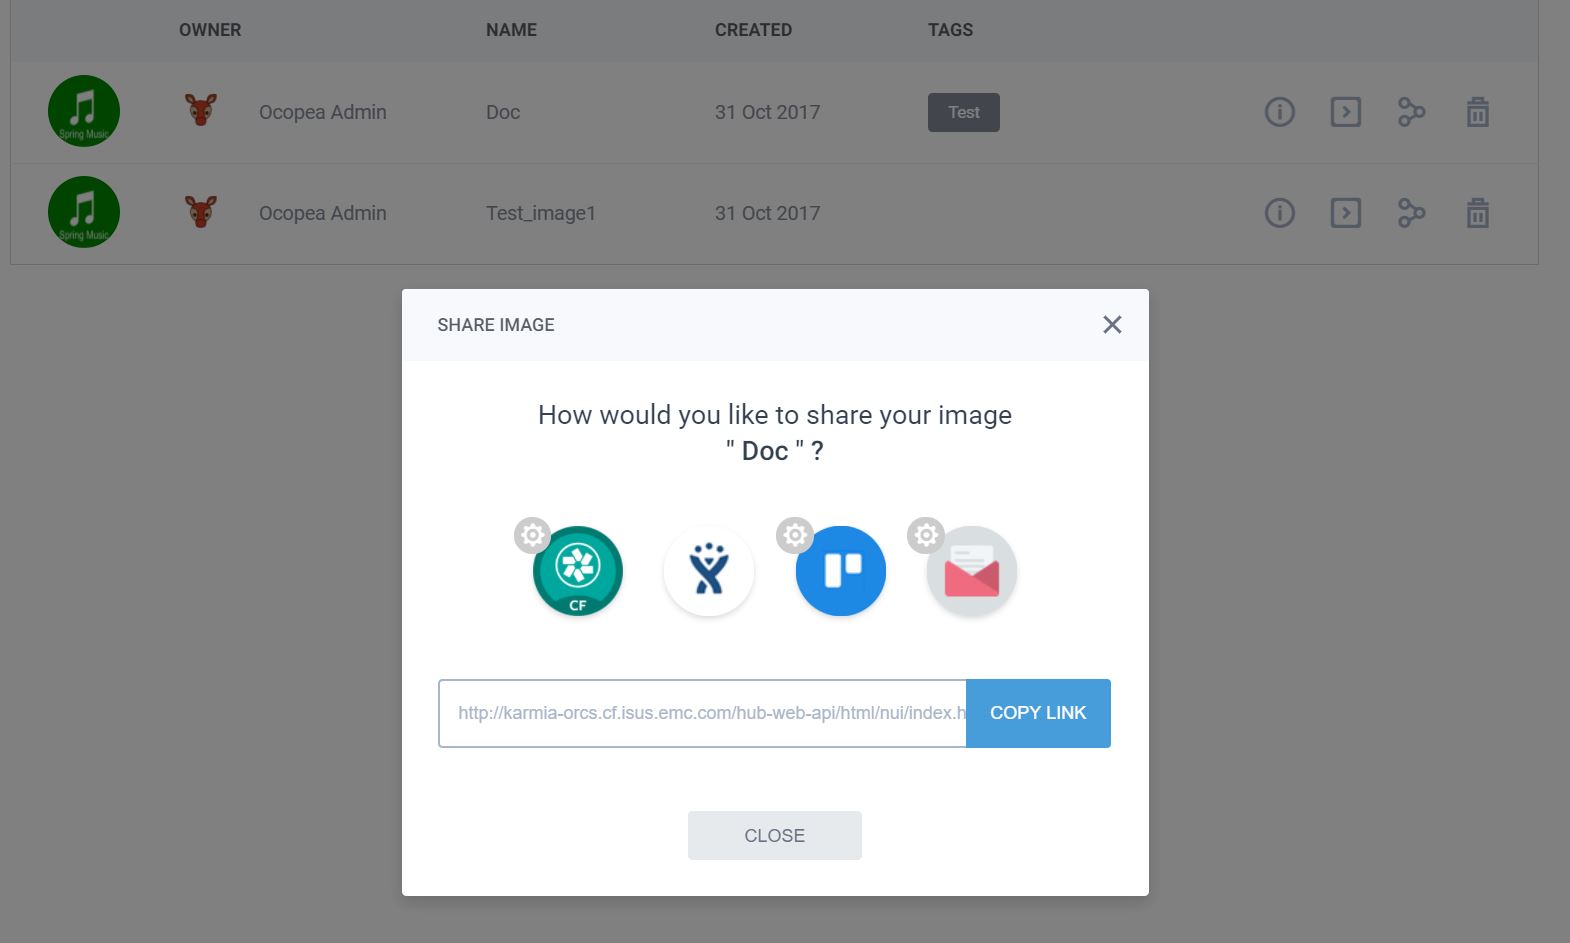 OWNER NAME CREATED TAGS
Spring Music Ocopea Admin Doc 31 Oct 2017 Test
Spring Music Ocopea Admin Test_image1 31 Oct 2017
SHARE IMAGE
How would you like to share your image
" Doc " ?
CF
http://karmia-orcs.cf.isus.emc.com/hub-web-api/html/nui/index.h COPY LINK
CLOSE